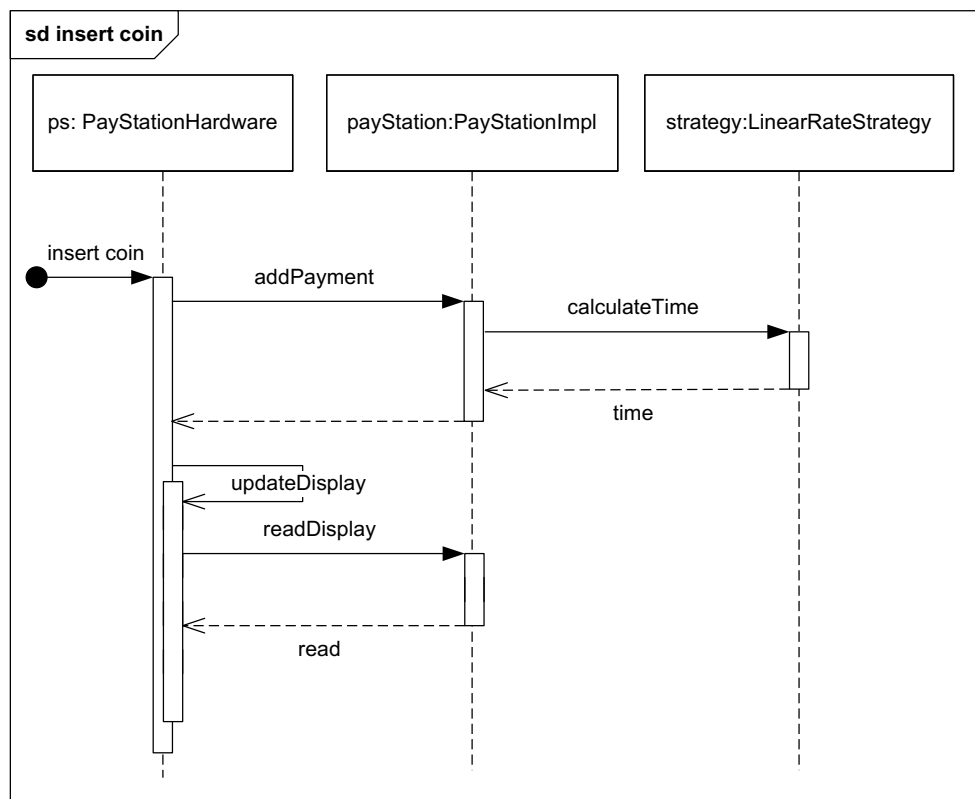 sd insert coin
ps: PayStationHardware
payStation:PayStationImpl
strategy:LinearRateStrategy
insert coin
addPayment
calculateTime
time
updateDisplay
readDisplay
read